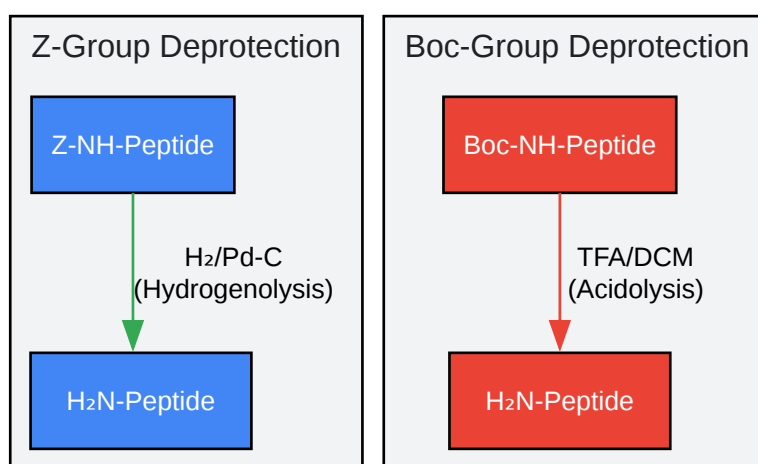 Z-Group Deprotection
Z-NH-Peptide
H₂/Pd-C
(Hydrogenolysis)
H₂N-Peptide
Boc-Group Deprotection
Boc-NH-Peptide
TFA/DCM
(Acidolysis)
H₂N-Peptide